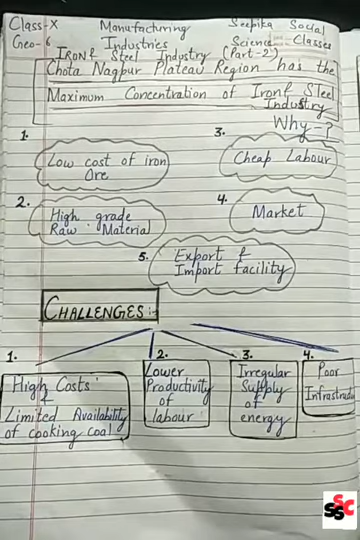 Class-X Manufacturing Deepika Social
Geo-6 Industries Science Classes
Iron & Steel Industry (Part-2)
Chota Nagpur Plateau Region has the
Maximum Concentration of Iron & Steel
Industry
Why-?
1.
Low cost of iron
Ore
3.
Cheap Labour
2.
High grade
Raw Material
4.
Market
5.
Export &
Import facility
CHALLENGES:-
1.
High Costs
&
Limited Availability
of cooking coal
2.
Lower
Productivity
of
labour
3.
Irregular
Supply
of
energy
4.
Poor
Infrastru
SSC